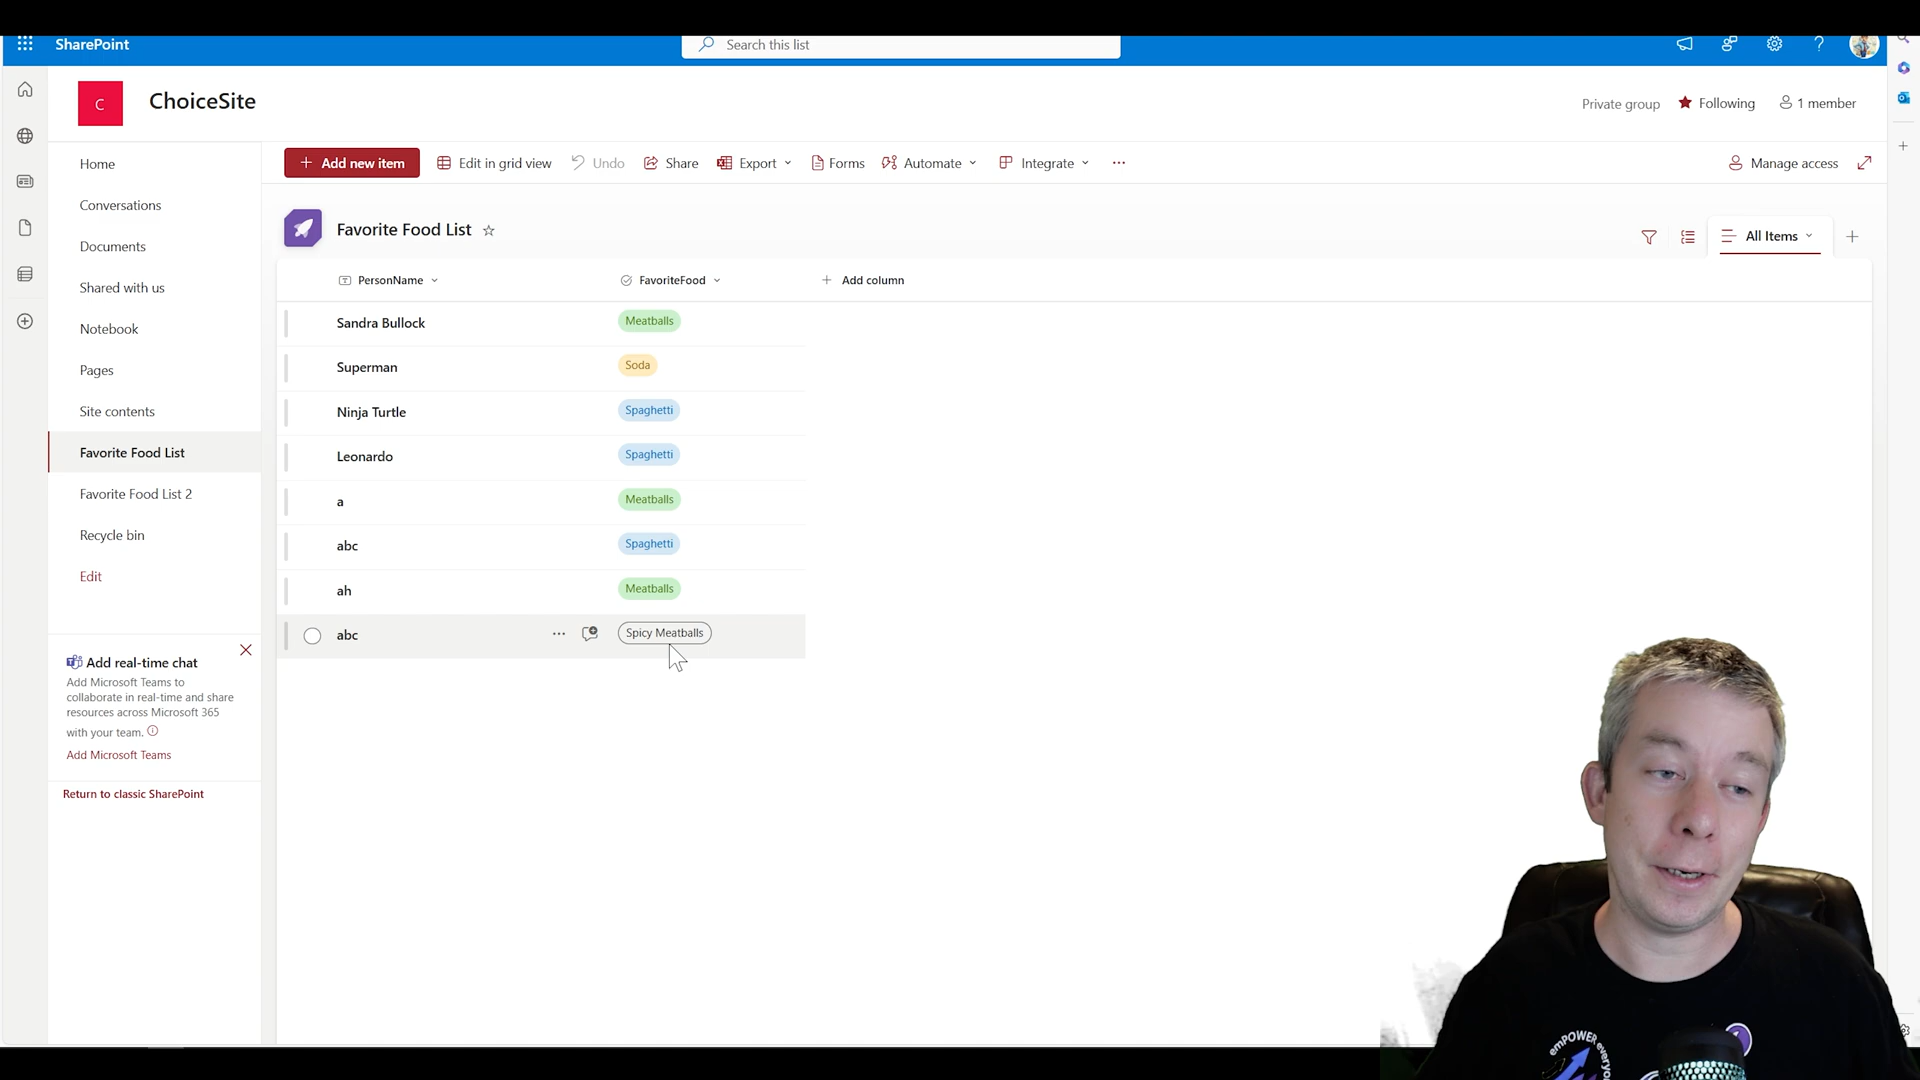 SharePoint
Search this list
?
C
ChoiceSite
Private group
Following
1 member
Home
Conversations
Documents
Shared with us
Notebook
Pages
Site contents
Favorite Food List
Favorite Food List 2
Recycle bin
Edit
Add real-time chat
Add Microsoft Teams to
collaborate in real-time and share
resources across Microsoft 365
with your team.
Add Microsoft Teams
Return to classic SharePoint
+ Add new item
Edit in grid view
Undo
Share
Export
Forms
Automate
Integrate
...
Manage access
Favorite Food List
All Items
PersonName
FavoriteFood
+ Add column
Sandra Bullock
Meatballs
Superman
Soda
Ninja Turtle
Spaghetti
Leonardo
Spaghetti
a
Meatballs
abc
Spaghetti
ah
Meatballs
abc
...
Spicy Meatballs
emPOWER